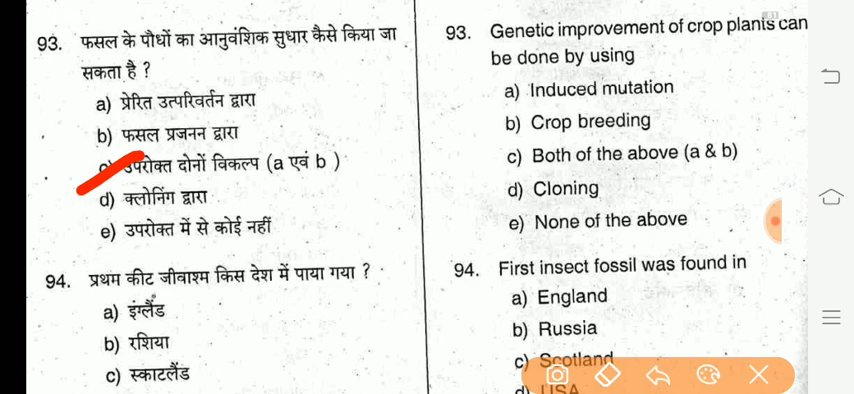 93. फसल के पौधों का आनुवंशिक सुधार कैसे किया जा
सकता है ?
a) प्रेरित उत्परिवर्तन द्वारा
b) फसल प्रजनन द्वारा
c) उपरोक्त दोनों विकल्प (a एवं b )
d) क्लोनिंग द्वारा
e) उपरोक्त में से कोई नहीं
94. प्रथम कीट जीवाश्म किस देश में पाया गया ?
a) इंग्लैंड
b) रशिया
c) स्काटलैंड
93. Genetic improvement of crop plants can
be done by using
a) Induced mutation
b) Crop breeding
c) Both of the above (a & b)
d) Cloning
e) None of the above
94. First insect fossil was found in
a) England
b) Russia
c) Scotland
d) USA